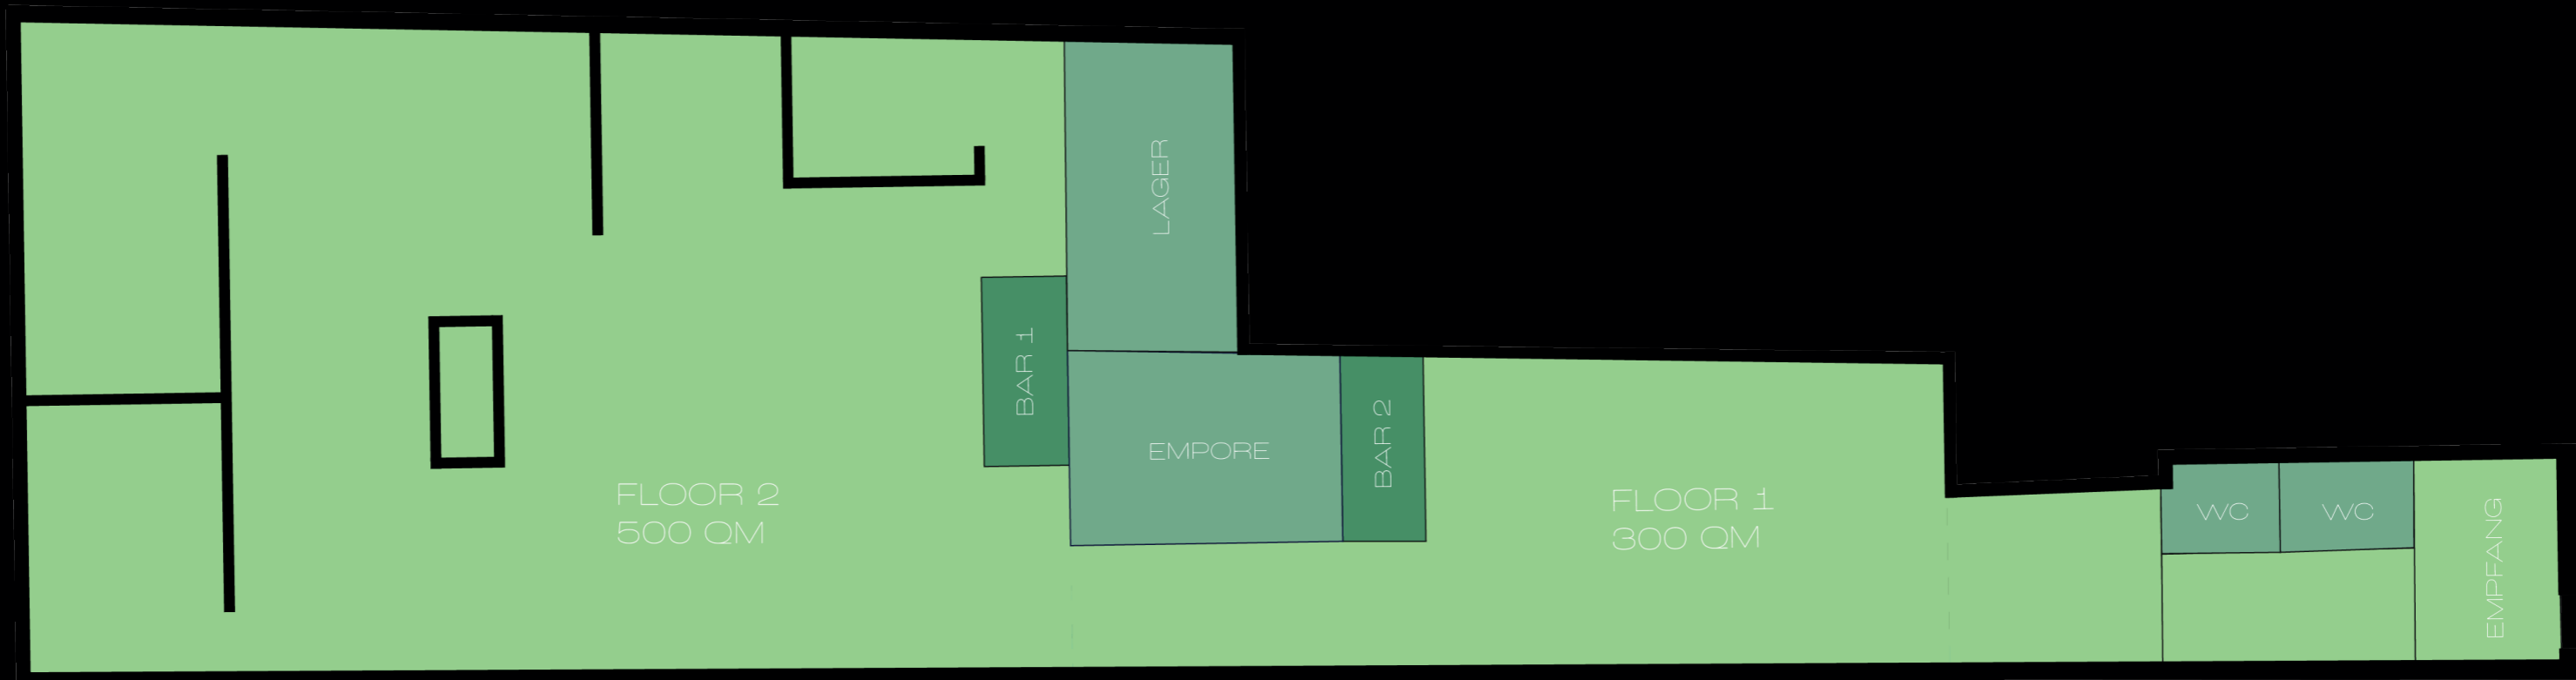 LAGER
BAR 1
EMPORE
BAR 2
FLOOR 2
500 QM
FLOOR 1
300 QM
WC
WC
EMPFANG